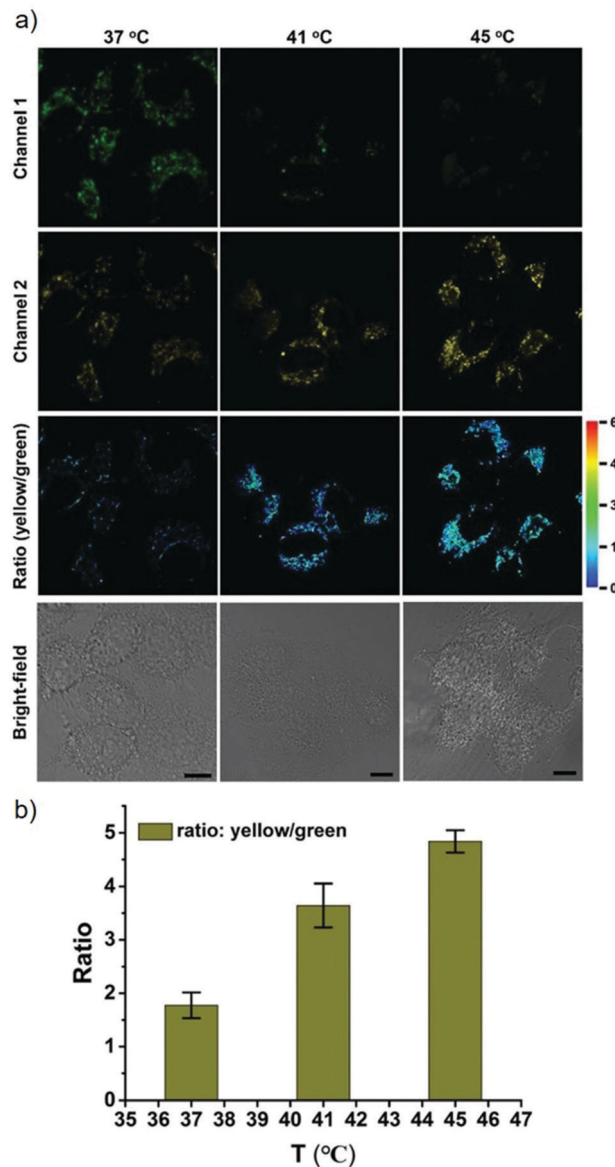 a)
37 °C 41 °C 45 °C
Channel 1
Channel 2
Ratio (yellow/green)
6
4
3
1
0
Bright-field
b)
ratio: yellow/green
Ratio
5
4
3
2
1
0
35 36 37 38 39 40 41 42 43 44 45 46 47
T (°C)